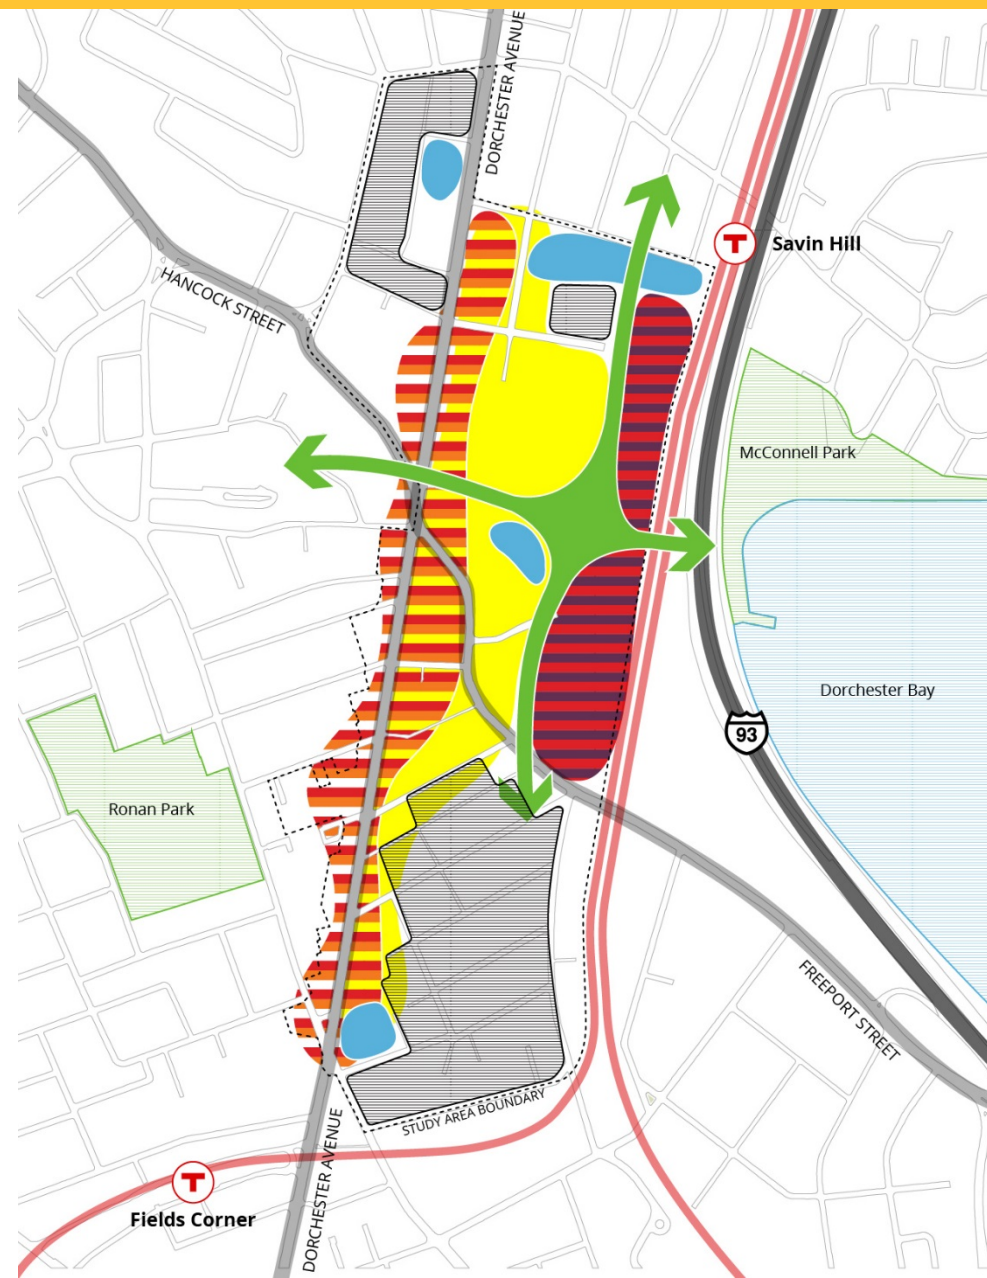 DORCHESTER AVENUE
T
Savin Hill
HANCOCK STREET
McConnell Park
Dorchester Bay
93
Ronan Park
FREEPORT STREET
STUDY AREA BOUNDARY
DORCHESTER AVENUE
T
Fields Corner